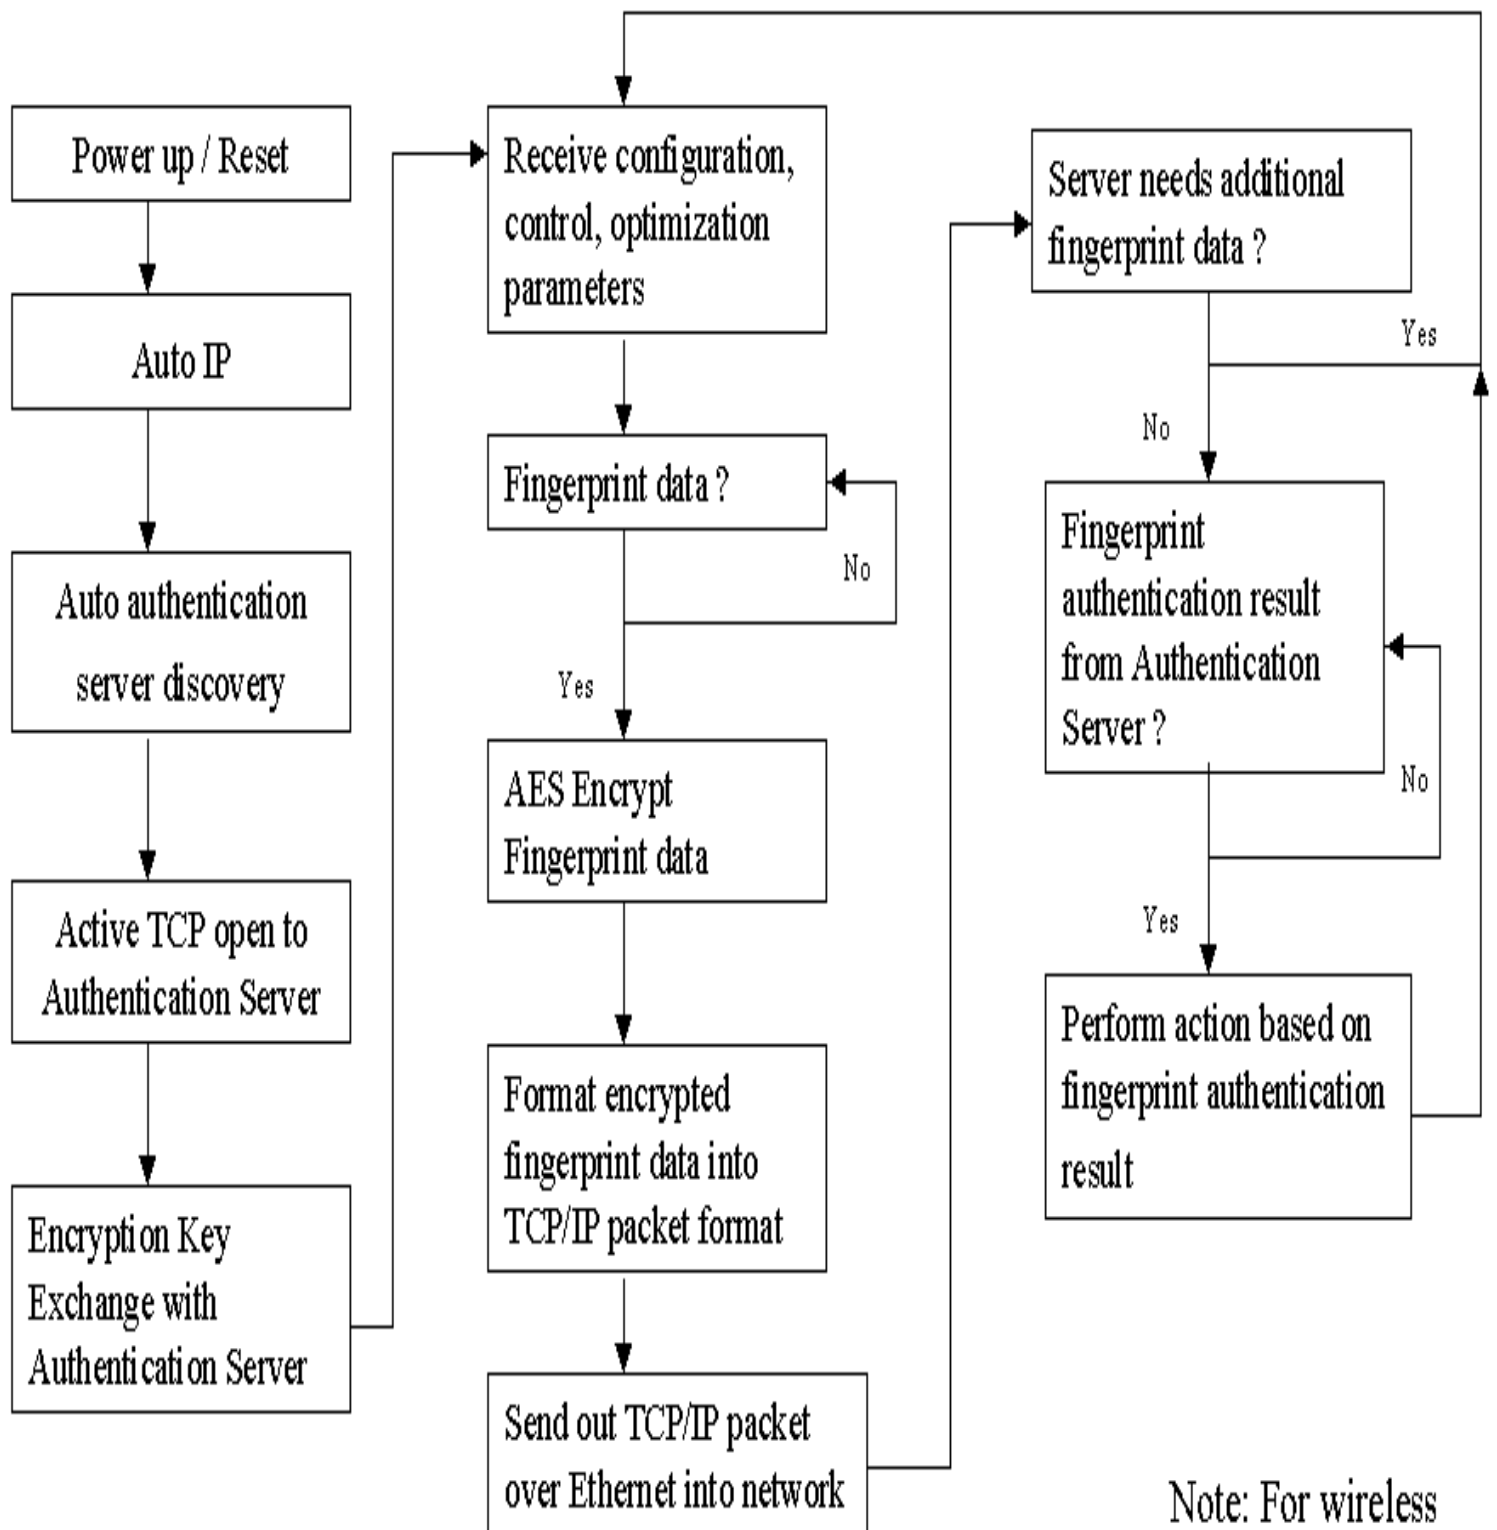 Power up / Reset
Auto IP
Auto authentication
server discovery
Active TCP open to
Authentication Server
Encryption Key
Exchange with
Authentication Server
Receive configuration,
control, optimization
parameters
Fingerprint data ?
No
Yes
AES Encrypt
Fingerprint data
Format encrypted
fingerprint data into
TCP/IP packet format
Send out TCP/IP packet
over Ethernet into network
Server needs additional
fingerprint data ?
Yes
No
Fingerprint
authentication result
from Authentication
Server ?
No
Yes
Perform action based on
fingerprint authentication
result
Note: For wireless